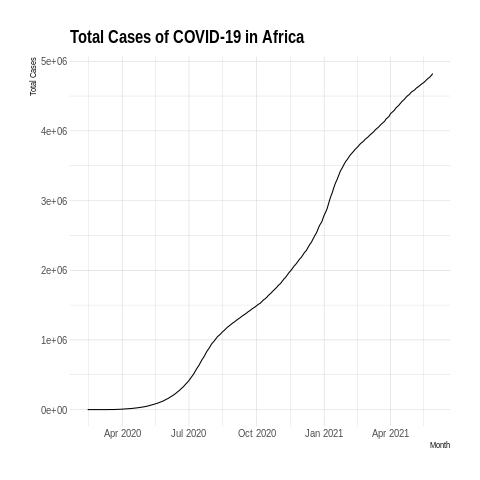 Total Cases of COVID-19 in Africa
Total Cases
5e+06
4e+06
3e+06
2e+06
1e+06
0e+00
Apr 2020
Jul 2020
Oct 2020
Jan 2021
Apr 2021
Month